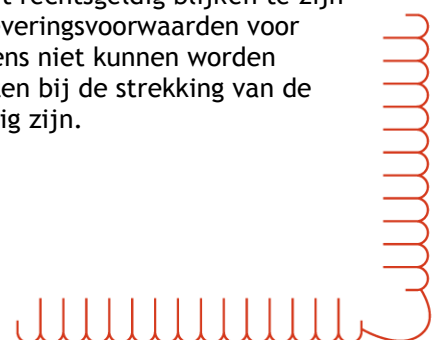 rechtsgeldig blijken te zijn
veringsvoorwaarden voor
ens niet kunnen worden
en bij de strekking van de
ig zijn.